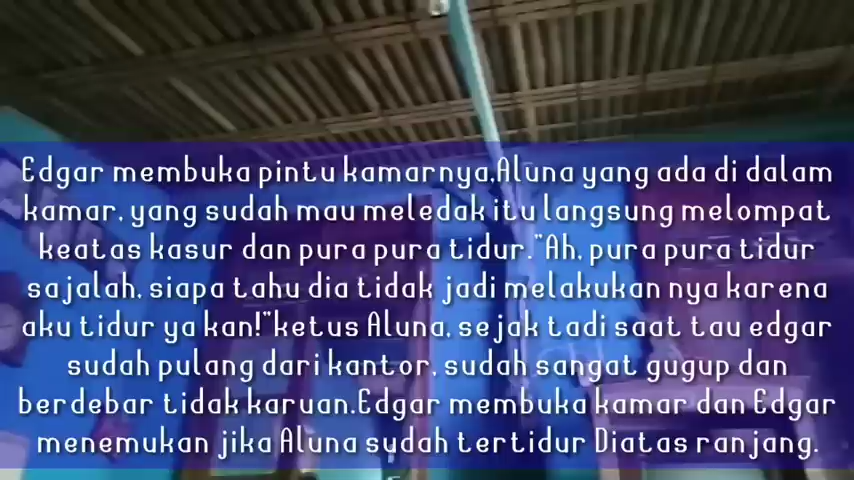 Edgar membuka pintu kamarnya,Aluna yang ada di dalam
kamar, yang sudah mau meledak itu langsung melompat
keatas kasur dan pura pura tidur."Ah, pura pura tidur
sajalah, siapa tahu dia tidak jadi melakukan nya karena
aku tidur ya kan!"ketus Aluna, sejak tadi saat tau edgar
sudah pulang dari kantor, sudah sangat gugup dan
berdebar tidak karuan.Edgar membuka kamar dan Edgar
menemukan jika Aluna sudah tertidur Diatas ranjang.